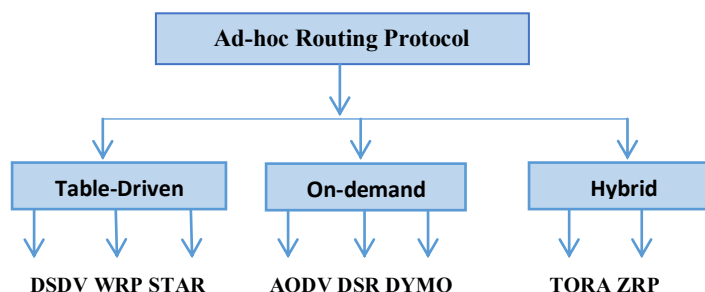 Ad-hoc Routing Protocol
Table-Driven On-demand Hybrid
DSDV WRP STAR AODV DSR DYMO TORA ZRP